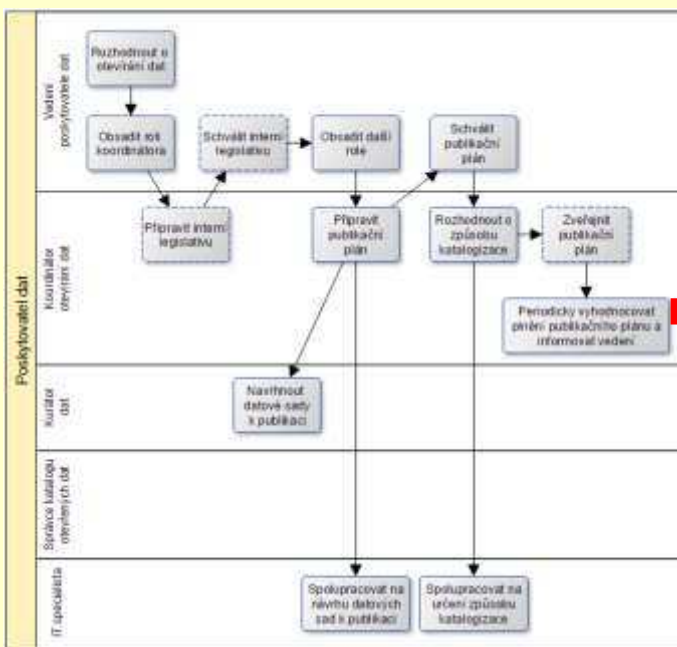 Poskytovatel dat
Vedení
poskytovatele dat
Rozhodnout o
otevírání dat
Obsadit roli
koordinátora
Schválit interní
legislativu
Obsadit další
role
Schválit
publikační
plán
Koordinátor
otevírání dat
Připravit interní
legislativu
Připravit
publikační
plán
Rozhodnout o
způsobu
katalogizace
Zveřejnit
publikační
plán
Periodicky vyhodnocovat
plnění publikačního plánu a
informovat vedení
Kurátor
dat
Navrhnout
datové sady
k publikaci
Správce katalogu
otevřených dat
IT specialista
Spolupracovat na
návrhu datových
sad k publikaci
Spolupracovat na
určení způsobu
katalogizace